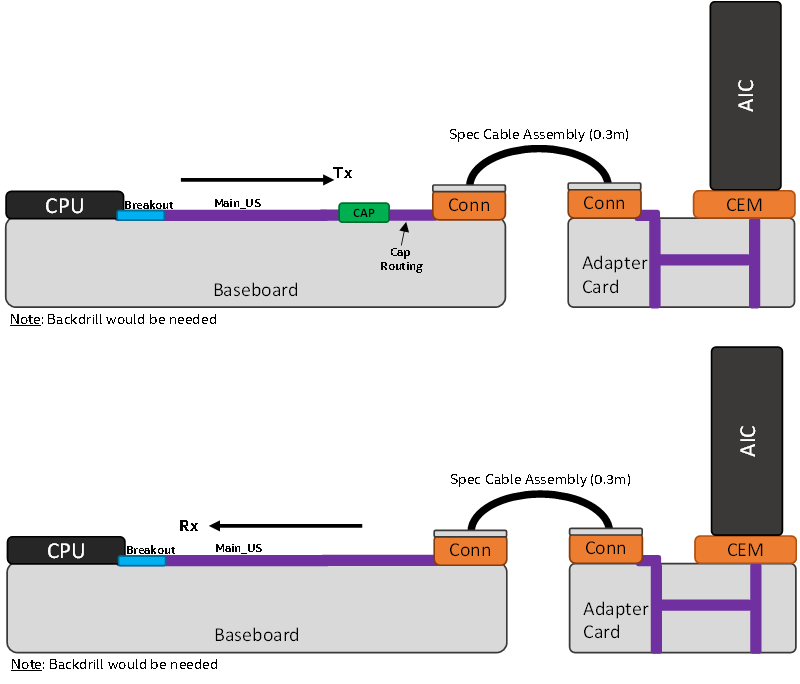 AIC
Spec Cable Assembly (0.3m)
Tx
CPU
Breakout
Main_US
CAP
Conn
Conn
CEM
Cap
Routing
Adapter
Card
Baseboard
Note: Backdrill would be needed
AIC
Spec Cable Assembly (0.3m)
Rx
CPU
Breakout
Main_US
Conn
Conn
CEM
Adapter
Card
Baseboard
Note: Backdrill would be needed